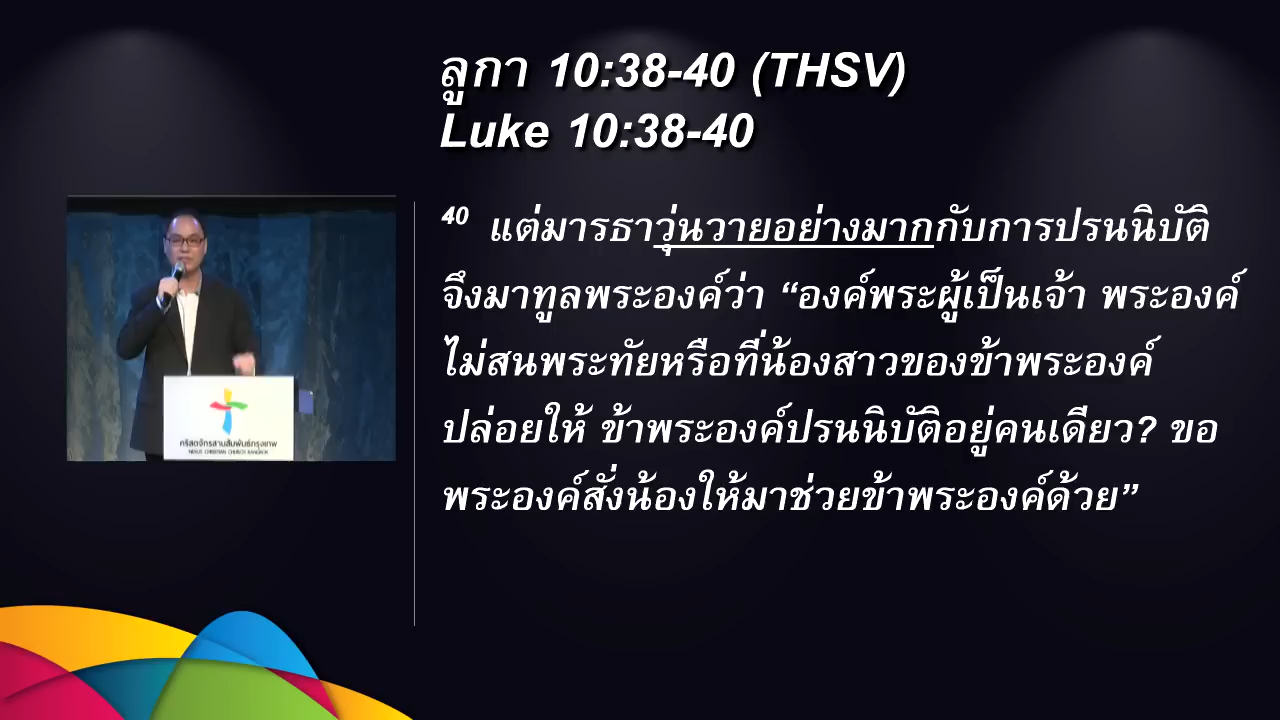 ลูกา 10:38-40 (THSV)
Luke 10:38-40
40 แต่มารธาวุ่นวายอย่างมากกับการปรนนิบัติ
จึงมาทูลพระองค์ว่า “องค์พระผู้เป็นเจ้า พระองค์
ไม่สนพระทัยหรือที่น้องสาวของข้าพระองค์
ปล่อยให้ ข้าพระองค์ปรนนิบัติอยู่คนเดียว? ขอ
พระองค์สั่งน้องให้มาช่วยข้าพระองค์ด้วย”
คริสตจักรสานสัมพันธ์กรุงเทพ
NEXUS CHRISTIAN CHURCH BANGKOK